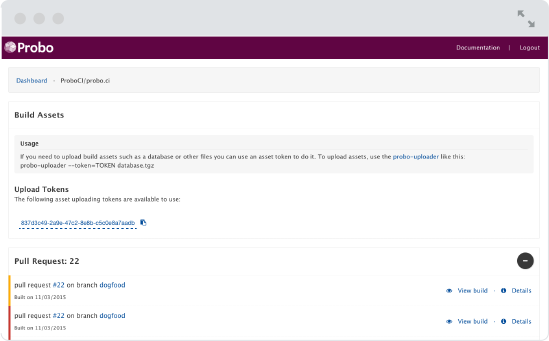 Probo
Documentation | Logout
Dashboard - ProboCI/probo.ci
Build Assets
Usage
If you need to upload build assets such as a database or other files you can use an asset token to do it. To upload assets, use the probo-uploader like this:
probo-uploader --token=TOKEN database.tgz
Upload Tokens
The following asset uploading tokens are available to use:
837d3c49-2a9e-47c2-8e8b-c5c0e8a7aadb
Pull Request: 22
pull request #22 on branch dogfood
View build · Details
Built on 11/03/2015
pull request #22 on branch dogfood
View build · Details
Built on 11/03/2015